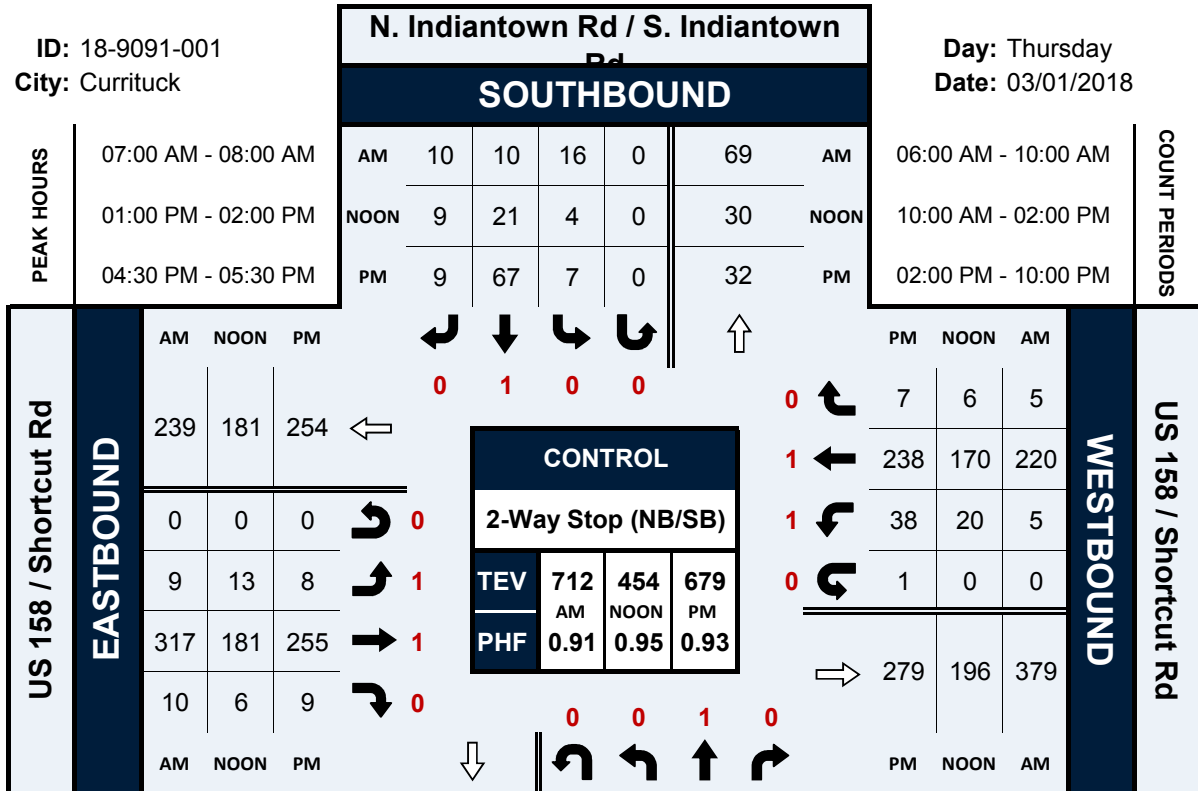 N. Indiantown Rd / S. Indiantown
Rd
ID: 18-9091-001
City: Currituck
Day: Thursday
Date: 03/01/2018
SOUTHBOUND
PEAK HOURS
07:00 AM - 08:00 AM
01:00 PM - 02:00 PM
04:30 PM - 05:30 PM
AM 10 10 16 0 69 AM
NOON 9 21 4 0 30 NOON
PM 9 67 7 0 32 PM
06:00 AM - 10:00 AM
10:00 AM - 02:00 PM
02:00 PM - 10:00 PM
COUNT PERIODS
0 1 0 0
US 158 / Shortcut Rd
EASTBOUND
AM NOON PM
239 181 254
0 0 0 0
9 13 8 1
317 181 255 1
10 6 9 0
AM NOON PM
CONTROL
2-Way Stop (NB/SB)
TEV 712 454 679
AM NOON PM
PHF 0.91 0.95 0.93
PM NOON AM
0 7 6 5
1 238 170 220
1 38 20 5
0 1 0 0
279 196 379
PM NOON AM
WESTBOUND
US 158 / Shortcut Rd
0 0 1 0